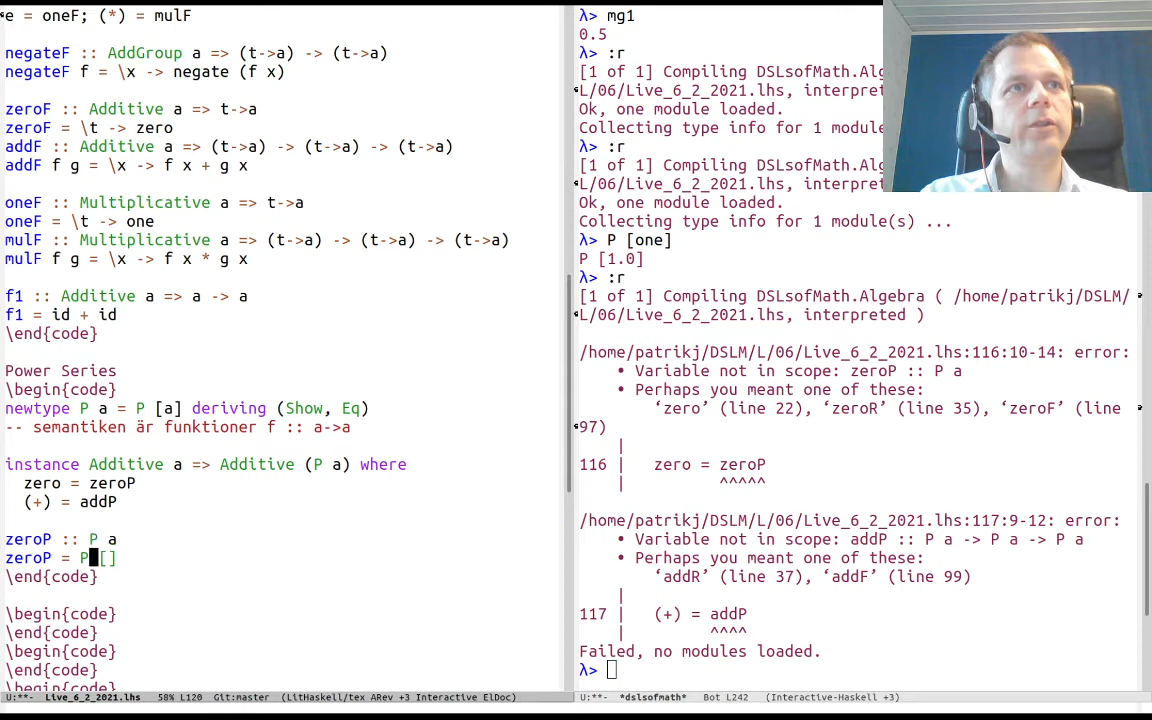 e = oneF; (*) = mulF
negateF :: AddGroup a => (t->a) -> (t->a)
negateF f = \x -> negate (f x)
zeroF :: Additive a => t->a
zeroF = \t -> zero
addF :: Additive a => (t->a) -> (t->a) -> (t->a)
addF f g = \x -> f x + g x
oneF :: Multiplicative a => t->a
oneF = \t -> one
mulF :: Multiplicative a => (t->a) -> (t->a) -> (t->a)
mulF f g = \x -> f x * g x
f1 :: Additive a => a -> a
f1 = id + id
\end{code}
Power Series
\begin{code}
newtype P a = P [a] deriving (Show, Eq)
-- semantiken är funktioner f :: a->a
instance Additive a => Additive (P a) where
zero = zeroP
(+) = addP
zeroP :: P a
zeroP = P []
\end{code}
\begin{code}
\end{code}
\begin{code}
\end{code}
\begin{code}
U:**- Live_6_2_2021.lhs 58% L120 Git:master (LitHaskell/tex ARev +3 Interactive ElDoc)
λ> mg1
0.5
λ> :r
[1 of 1] Compiling DSLsofMath.Alge
L/06/Live_6_2_2021.lhs, interpreted
Ok, one module loaded.
Collecting type info for 1 module
λ> :r
[1 of 1] Compiling DSLsofMath.Alge
L/06/Live_6_2_2021.lhs, interpreted
Ok, one module loaded.
Collecting type info for 1 module(s) ...
λ> P [one]
P [1.0]
λ> :r
[1 of 1] Compiling DSLsofMath.Algebra ( /home/patrikj/DSLM/
L/06/Live_6_2_2021.lhs, interpreted )
/home/patrikj/DSLM/L/06/Live_6_2_2021.lhs:116:10-14: error:
• Variable not in scope: zeroP :: P a
• Perhaps you meant one of these:
‘zero’ (line 22), ‘zeroR’ (line 35), ‘zeroF’ (line
97)
|
116 | zero = zeroP
| ^^^^^
/home/patrikj/DSLM/L/06/Live_6_2_2021.lhs:117:9-12: error:
• Variable not in scope: addP :: P a -> P a -> P a
• Perhaps you meant one of these:
‘addR’ (line 37), ‘addF’ (line 99)
|
117 | (+) = addP
| ^^^^
Failed, no modules loaded.
λ>
U:**- *dslsofmath* Bot L242 (Interactive-Haskell +3)